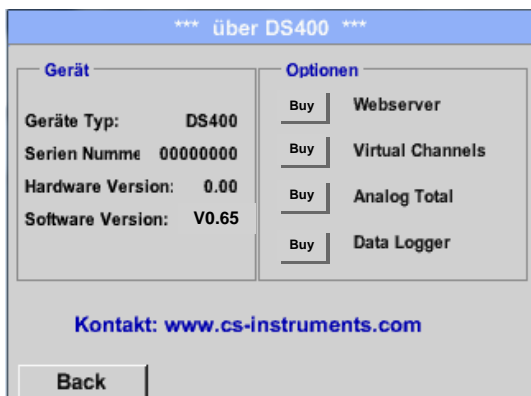 *** über DS400 ***
Gerät
Geräte Typ: DS400
Serien Numme 00000000
Hardware Version: 0.00
Software Version: V0.65
Optionen
Buy Webserver
Buy Virtual Channels
Buy Analog Total
Buy Data Logger
Kontakt: www.cs-instruments.com
Back